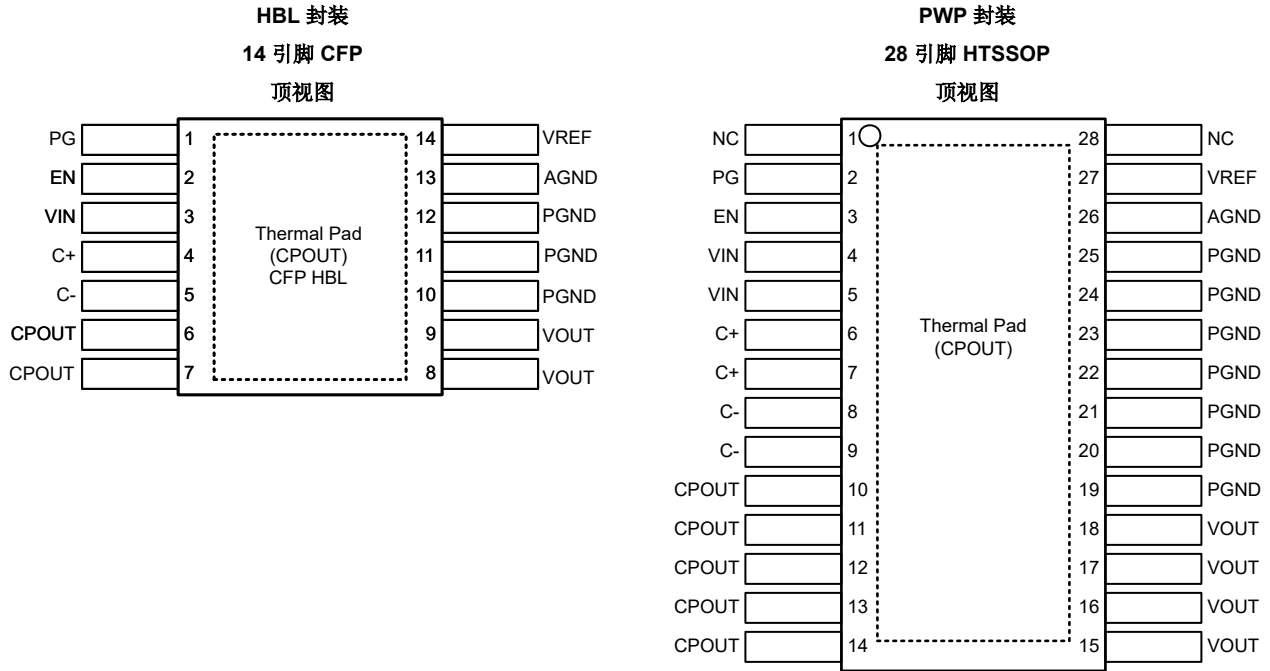 HBL 封装
14 引脚 CFP
顶视图
PG 1 14 VREF
EN 2 13 AGND
VIN 3 12 PGND
C+ 4 11 PGND
C- 5 10 PGND
CPOUT 6 9 VOUT
CPOUT 7 8 VOUT
Thermal Pad
(CPOUT)
CFP HBL
PWP 封装
28 引脚 HTSSOP
顶视图
NC 1 28 NC
PG 2 27 VREF
EN 3 26 AGND
VIN 4 25 PGND
VIN 5 24 PGND
C+ 6 23 PGND
C+ 7 22 PGND
C- 8 21 PGND
C- 9 20 PGND
CPOUT 10 19 PGND
CPOUT 11 18 VOUT
CPOUT 12 17 VOUT
CPOUT 13 16 VOUT
CPOUT 14 15 VOUT
Thermal Pad
(CPOUT)